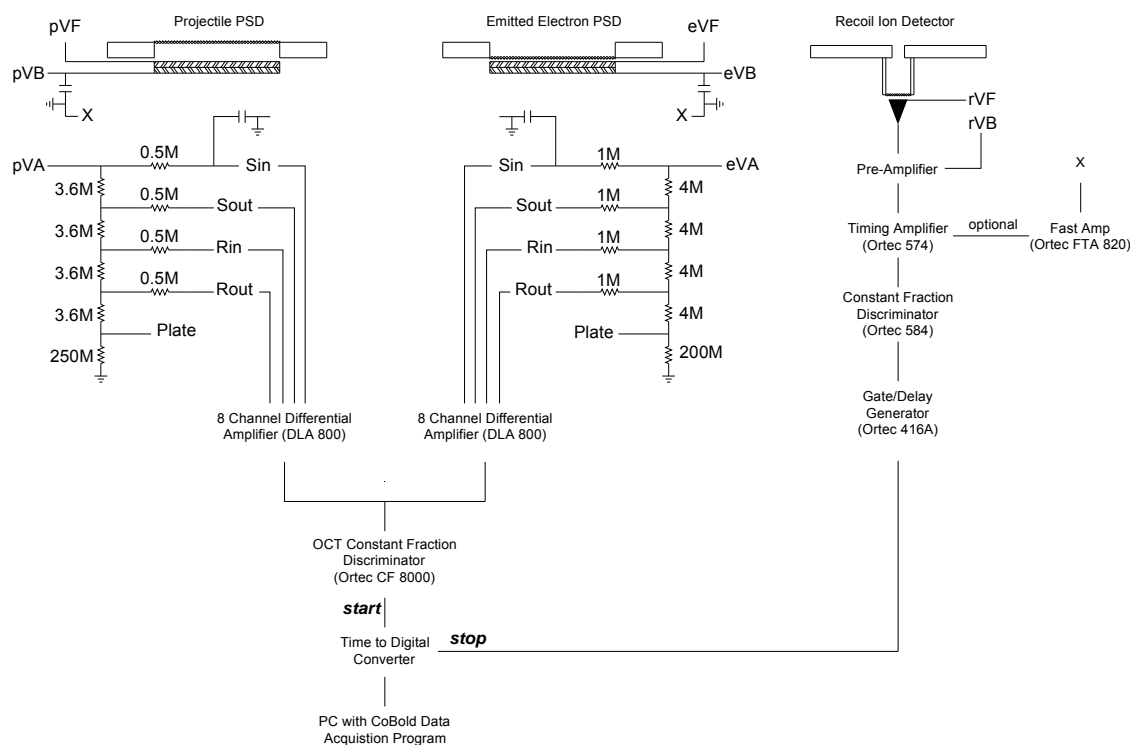 Projectile PSD
Emitted Electron PSD
Recoil Ion Detector
pVF
eVF
pVB
eVB
X
X
rVF
rVB
pVA
0.5M
Sin
Sin
1M
eVA
Pre-Amplifier
X
3.6M
0.5M
Sout
Sout
1M
4M
3.6M
0.5M
Rin
Rin
1M
4M
Timing Amplifier
(Ortec 574)
optional
Fast Amp
(Ortec FTA 820)
3.6M
0.5M
Rout
Rout
1M
4M
3.6M
Plate
Plate
4M
Constant Fraction
Discriminator
(Ortec 584)
250M
200M
Gate/Delay
Generator
(Ortec 416A)
8 Channel Differential
Amplifier (DLA 800)
8 Channel Differential
Amplifier (DLA 800)
OCT Constant Fraction
Discriminator
(Ortec CF 8000)
start
Time to Digital
Converter
stop
PC with CoBold Data
Acquistion Program